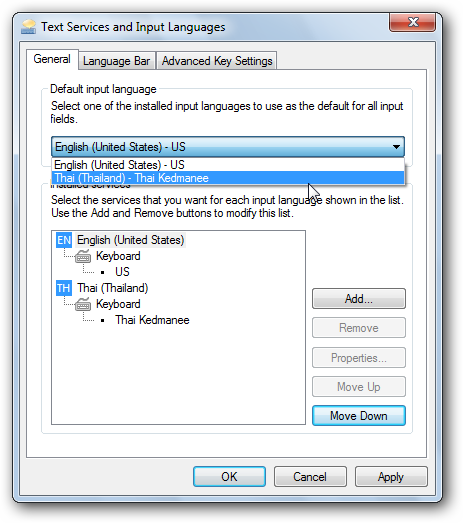 Text Services and Input Languages
General
Language Bar
Advanced Key Settings
Default input language
Select one of the installed input languages to use as the default for all input
fields.
English (United States) - US
English (United States) - US
Thai (Thailand) - Thai Kedmanee
Installed services
Select the services that you want for each input language shown in the list.
Use the Add and Remove buttons to modify this list.
EN English (United States)
Keyboard
US
TH Thai (Thailand)
Keyboard
Thai Kedmanee
Add...
Remove
Properties...
Move Up
Move Down
OK
Cancel
Apply